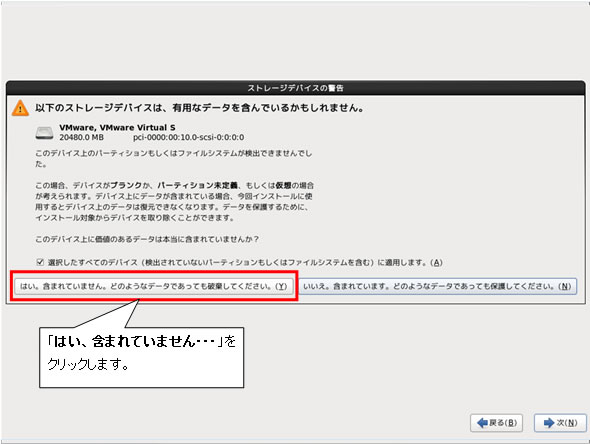 ストレージデバイスの警告
以下のストレージデバイスは、有用なデータを含んでいるかもしれません。
VMware, VMware Virtual S
20480.0 MB pci-0000:00:10.0-scsi-0:0:0:0
このデバイス上のパーティションもしくはファイルシステムが検出できませんでし
た。
この場合、デバイスがブランクか、パーティション未定義、もしくは仮想の場合
が考えられます。デバイス上にデータが含まれている場合、今回インストールに使
用するとデバイス上のデータは復元できなくなります。データを保護するために、
インストール対象からデバイスを取り除くことができます。
このデバイス上に価値のあるデータは本当に含まれていませんか?
選択したすべてのデバイス（検出されていないパーティションもしくはファイルシステムを含む）に適用します。(A)
はい。含まれていません。どのようなデータであっても破棄してください。(Y)
いいえ。含まれています。どのようなデータであっても保護してください。(N)
「はい、含まれていません・・・」を
クリックします。
戻る(B)
次(N)